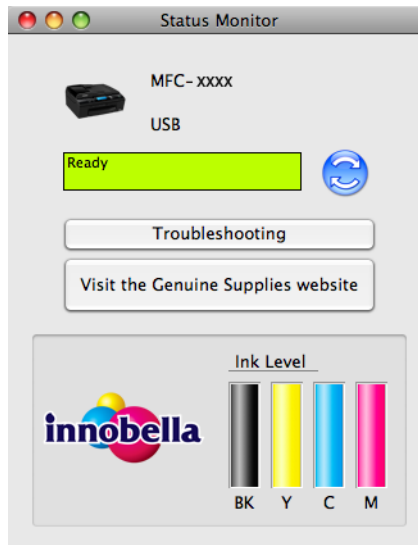 Status Monitor
MFC-xxxx
USB
Ready
Troubleshooting
Visit the Genuine Supplies website
Ink Level
innobella
BK Y C M